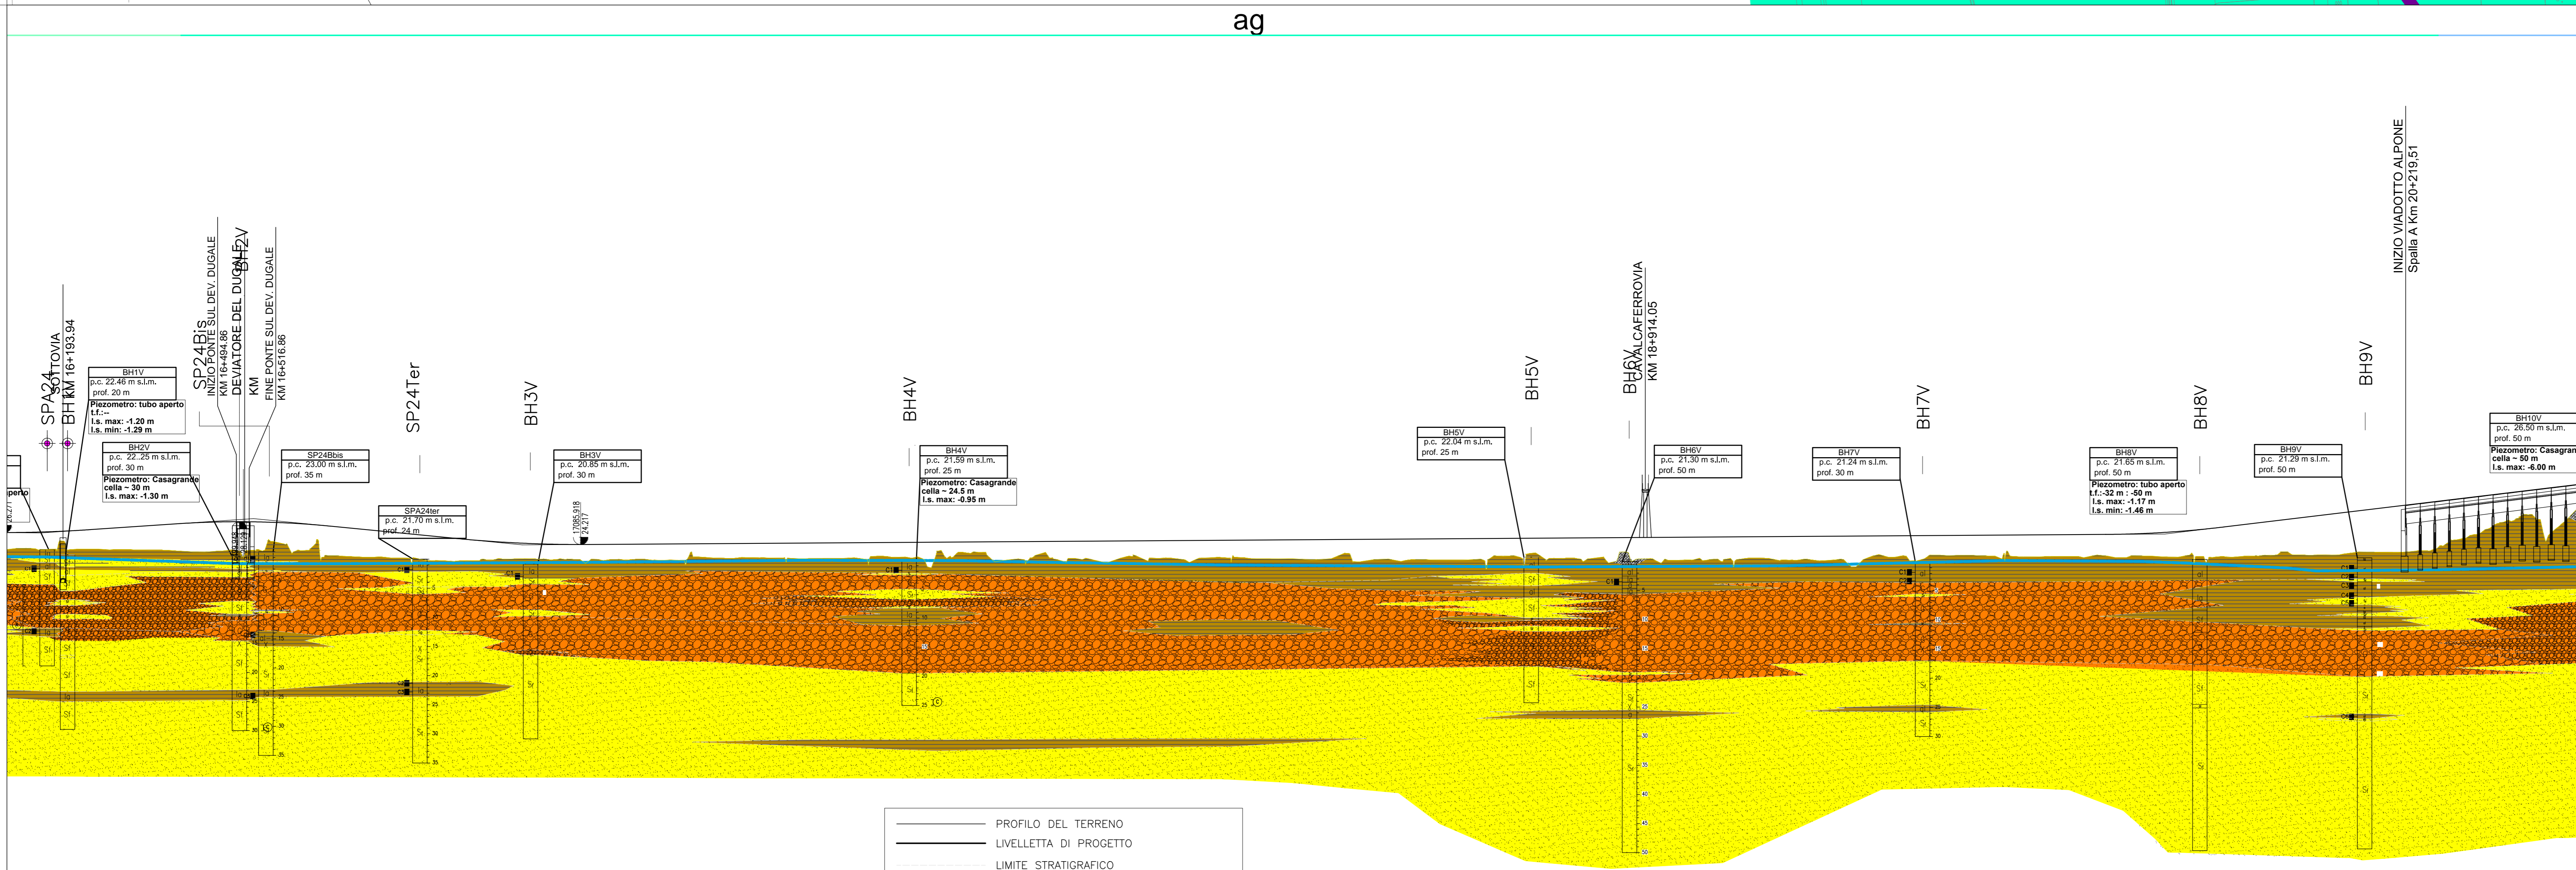 ag
SPA24
SOTTOVIA
BH1V
KM 16+193.94
BH1V
p.c. 22.46 m s.l.m.
prof. 20 m
Piezometro: tubo aperto
t.f.:--
l.s. max: -1.20 m
l.s. min: -1.29 m
BH2V
p.c. 22..25 m s.l.m.
prof. 30 m
Piezometro: Casagrande
cella ~ 30 m
l.s. max: -1.30 m
SP24Bis
INIZIO PONTE SUL DEV. DUGALE
KM 16+494.86
DEVIATORE DEL DUGALE
KM
BH2V
FINE PONTE SUL DEV. DUGALE
KM 16+516.86
SP24Bbis
p.c. 23.00 m s.l.m.
prof. 35 m
SP24Ter
SPA24ter
p.c. 21.70 m s.l.m.
prof. 24 m
BH3V
BH3V
p.c. 20.85 m s.l.m.
prof. 30 m
17085.918
24.217
BH4V
BH4V
p.c. 21.59 m s.l.m.
prof. 25 m
Piezometro: Casagrande
cella ~ 24.5 m
l.s. max: -0.95 m
BH5V
p.c. 22.04 m s.l.m.
prof. 25 m
BH5V
BH6V
CAVALCAFERROVIA
KM 18+914.05
BH6V
p.c. 21.30 m s.l.m.
prof. 50 m
BH7V
p.c. 21.24 m s.l.m.
prof. 30 m
BH7V
BH8V
p.c. 21.65 m s.l.m.
prof. 50 m
Piezometro: tubo aperto
t.f.:-32 m : -50 m
l.s. max: -1.17 m
l.s. min: -1.46 m
BH8V
BH9V
p.c. 21.29 m s.l.m.
prof. 50 m
BH9V
INIZIO VIADOTTO ALPONE
Spalla A Km 20+219,51
BH10V
p.c. 26.50 m s.l.m.
prof. 50 m
Piezometro: Casagran
cella ~ 50 m
l.s. max: -6.00 m
PROFILO DEL TERRENO
LIVELLETTA DI PROGETTO
LIMITE STRATIGRAFICO